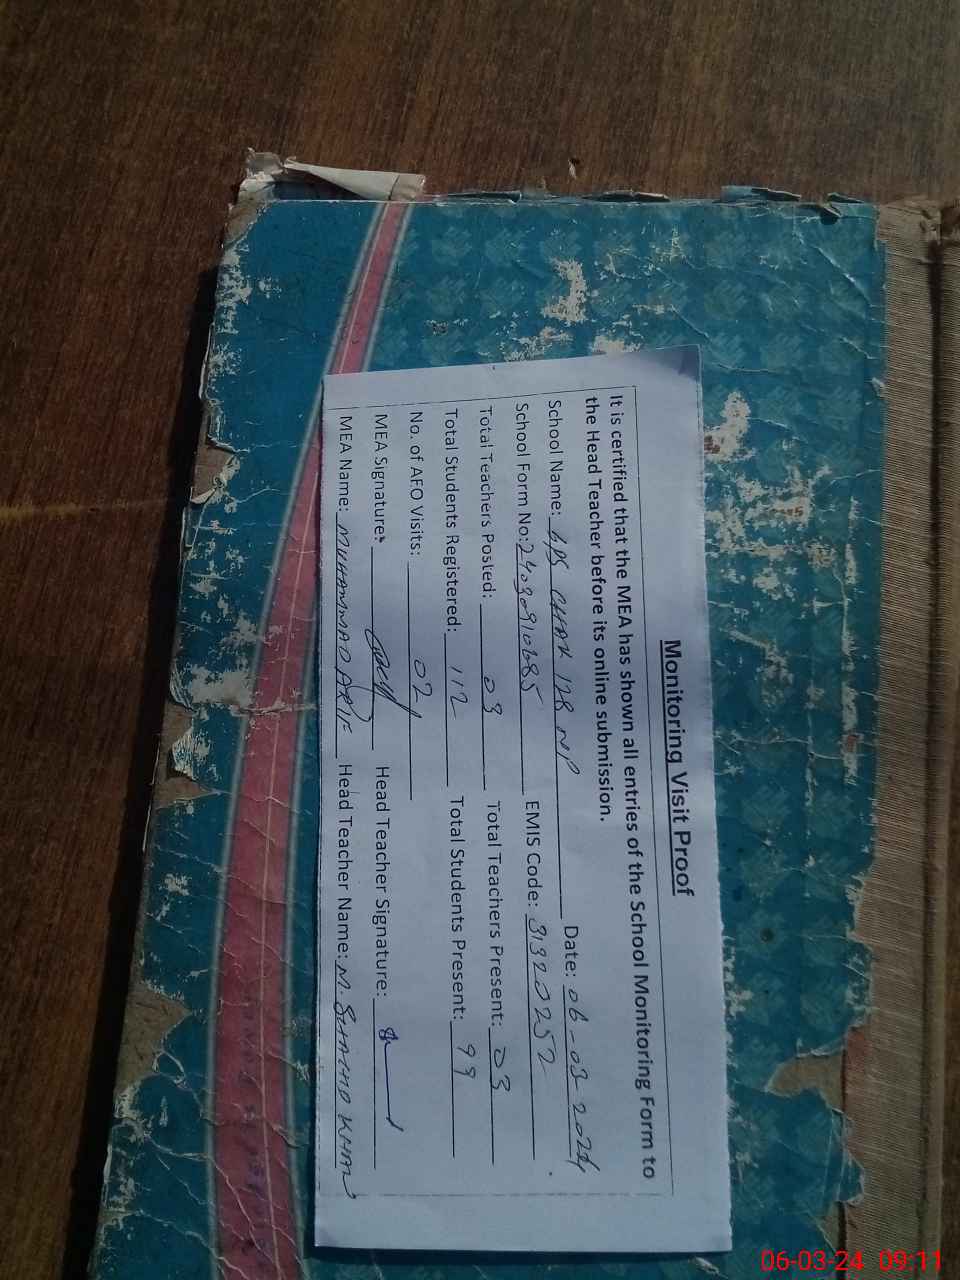 Monitoring Visit Proof
It is certified that the MEA has shown all entries of the School Monitoring Form to
the Head Teacher before its online submission.
School Name: GPS CHAK 128 NP Date: 06-03-2024
School Form No: 24030910685 EMIS Code: 31320252
Total Teachers Posted: 03 Total Teachers Present: 03
Total Students Registered: 112 Total Students Present: 99
No. of AEO Visits: 02
MEA Signature: Head Teacher Signature:
MEA Name: MUHAMMAD ARIF Head Teacher Name: M. KHAN
06-03-24 09:11